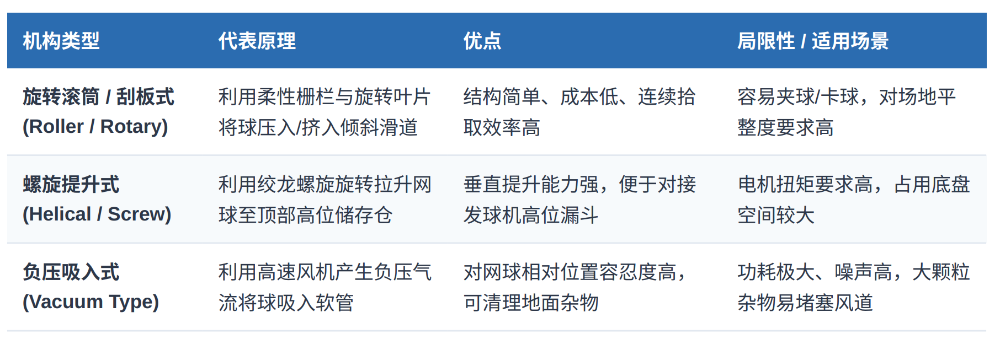 机构类型 代表原理 优点 局限性 / 适用场景
旋转滚筒 / 刮板式 利用柔性栅栏与旋转叶片 结构简单、成本低、连续拾 容易夹球/卡球，对场地平
(Roller / Rotary) 将球压入/挤入倾斜滑道 取效率高 整度要求高
螺旋提升式 利用绞龙螺旋旋转拉升网 垂直提升能力强，便于对接 电机扭矩要求高，占用底盘
(Helical / Screw) 球至顶部高位储存仓 发球机高位漏斗 空间较大
负压吸入式 利用高速风机产生负压气 对网球相对位置容忍度高， 功耗极大、噪声高，大颗粒
(Vacuum Type) 流将球吸入软管 可清理地面杂物 杂物易堵塞风道